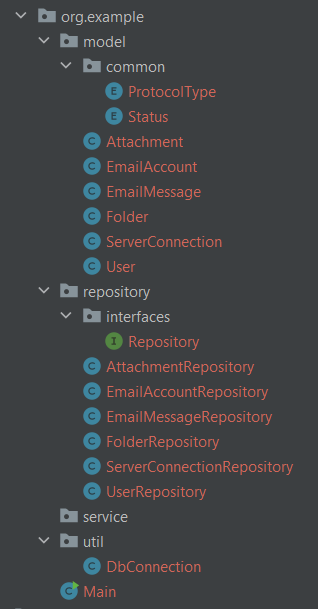 org.example
model
common
E ProtocolType
E Status
C Attachment
C EmailAccount
C EmailMessage
C Folder
C ServerConnection
C User
repository
interfaces
I Repository
C AttachmentRepository
C EmailAccountRepository
C EmailMessageRepository
C FolderRepository
C ServerConnectionRepository
C UserRepository
service
util
C DbConnection
C Main